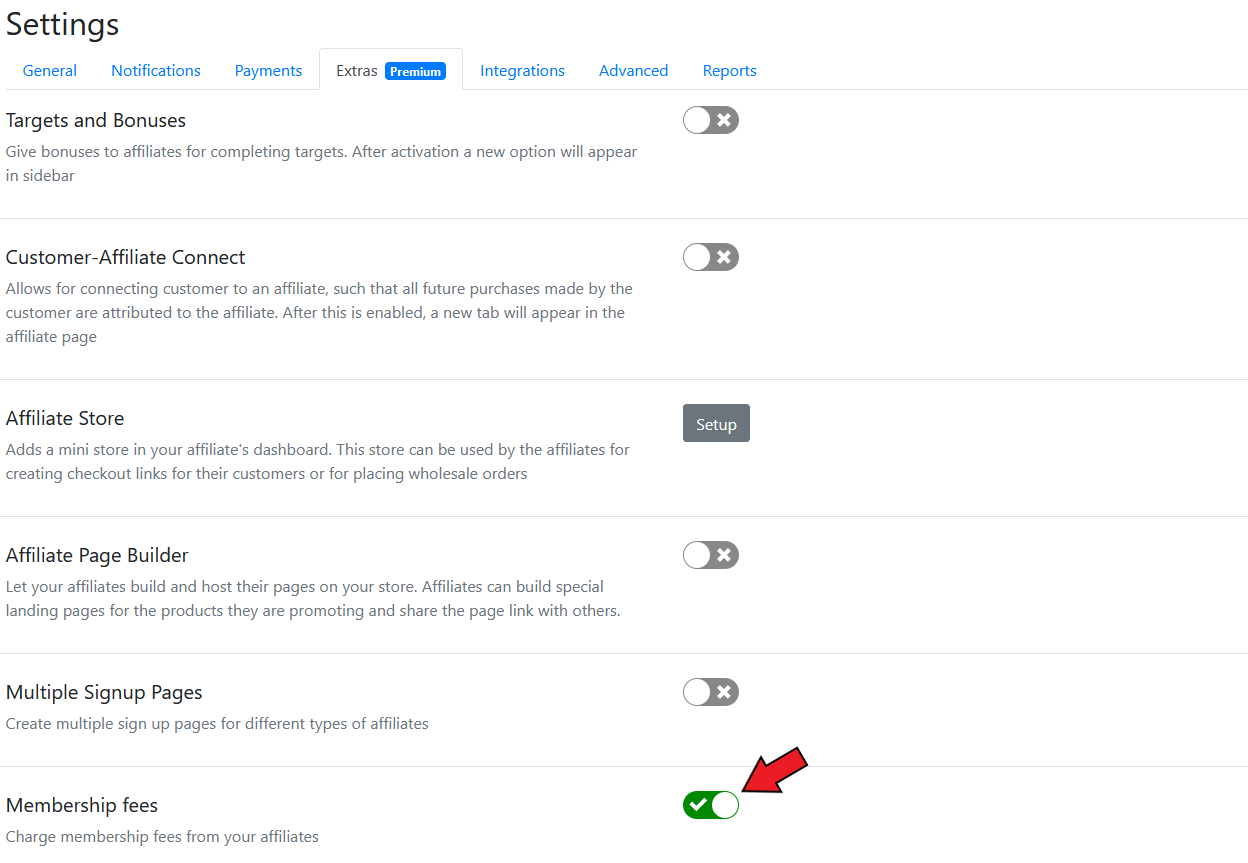 Settings
General Notifications Payments Extras Premium Integrations Advanced Reports
Targets and Bonuses
Give bonuses to affiliates for completing targets. After activation a new option will appear
in sidebar
Customer-Affiliate Connect
Allows for connecting customer to an affiliate, such that all future purchases made by the
customer are attributed to the affiliate. After this is enabled, a new tab will appear in the
affiliate page
Affiliate Store
Setup
Adds a mini store in your affiliate's dashboard. This store can be used by the affiliates for
creating checkout links for their customers or for placing wholesale orders
Affiliate Page Builder
Let your affiliates build and host their pages on your store. Affiliates can build special
landing pages for the products they are promoting and share the page link with others.
Multiple Signup Pages
Create multiple sign up pages for different types of affiliates
Membership fees
Charge membership fees from your affiliates